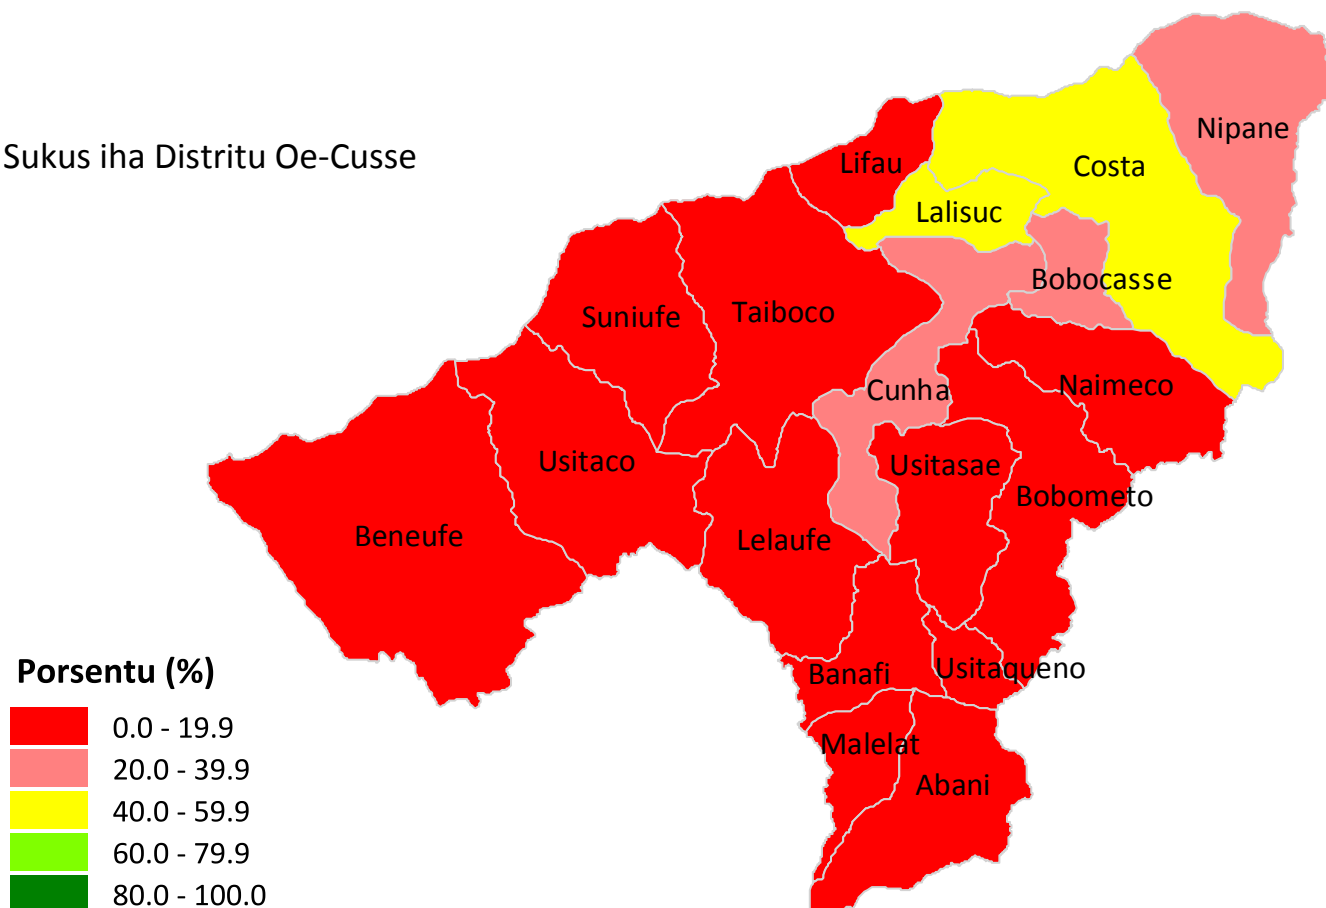 Sukus iha Distritu Oe-Cusse
Nipane
Lifau
Costa
Lalisuc
Bobocasse
Suniufe
Taiboco
Cunha
Naimeco
Usitaco
Usitasae
Bobometo
Beneufe
Lelaufe
Banafi
Usitaqueno
Malelat
Abani
Porsentu (%)
0.0 - 19.9
20.0 - 39.9
40.0 - 59.9
60.0 - 79.9
80.0 - 100.0